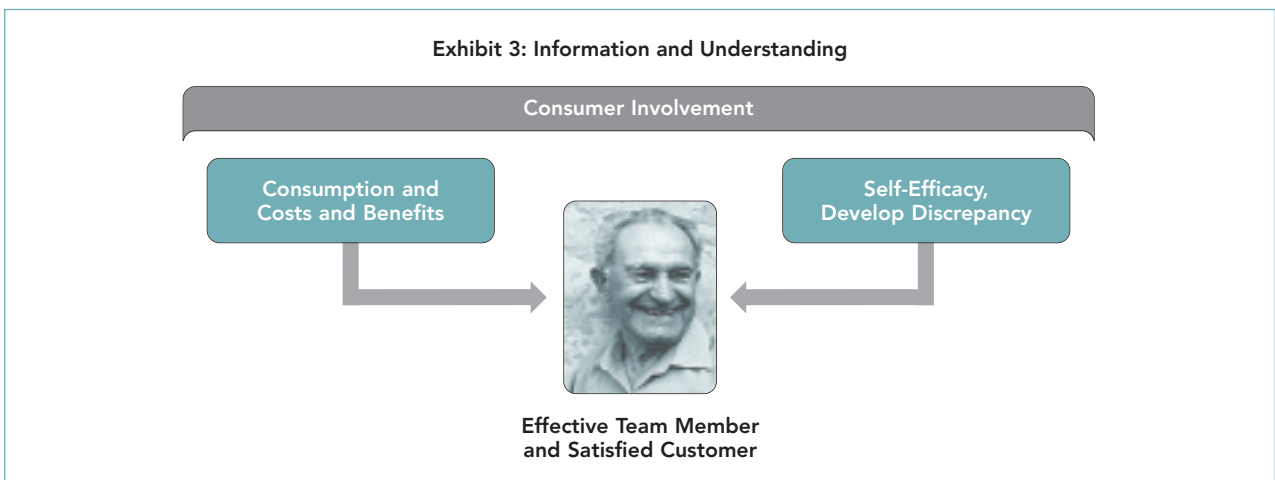 Exhibit 3: Information and Understanding
Consumer Involvement
Consumption and
Costs and Benefits
Self-Efficacy,
Develop Discrepancy
Effective Team Member
and Satisfied Customer